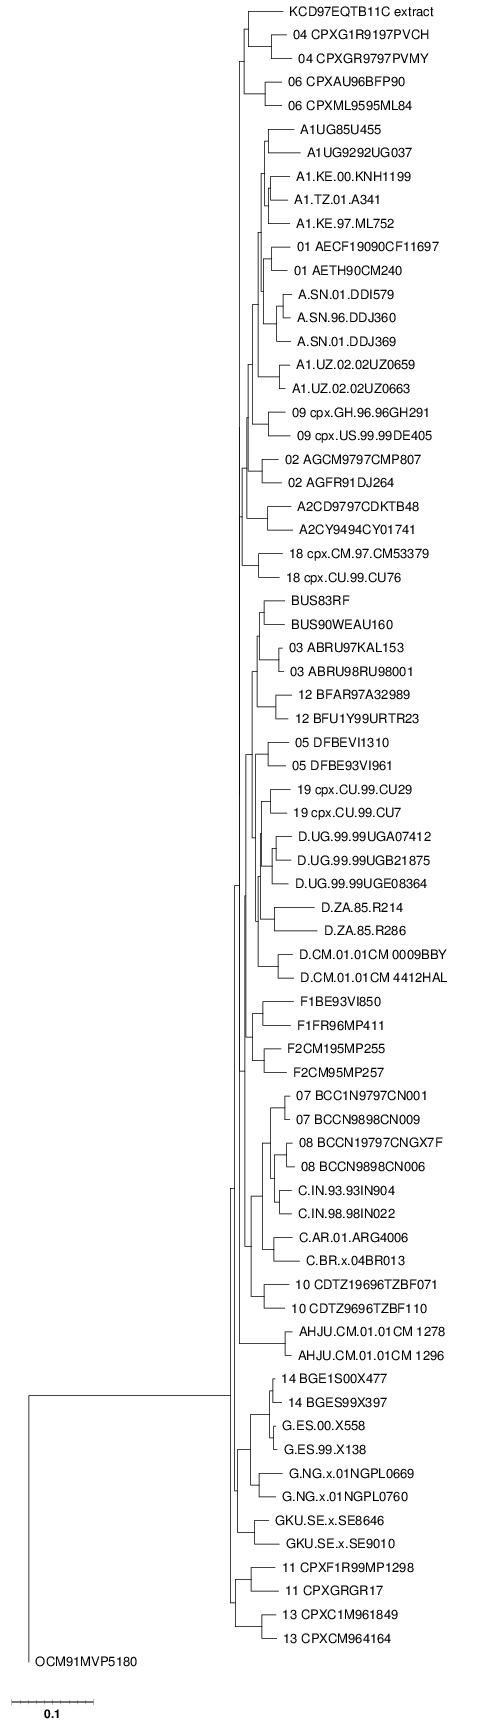 KCD97EQTB11C extract
04 CPXG1R9197PVCH
04 CPXGR9797PVMY
06 CPXAU96BFP90
06 CPXML9595ML84
A1UG85U455
A1UG9292UG037
A1.KE.00.KNH1199
A1.TZ.01.A341
A1.KE.97.ML752
01 AECF19090CF11697
01 AETH90CM240
A.SN.01.DDI579
A.SN.96.DDJ360
A.SN.01.DDJ369
A1.UZ.02.02UZ0659
A1.UZ.02.02UZ0663
09 cpx.GH.96.96GH291
09 cpx.US.99.99DE405
02 AGCM9797CMP807
02 AGFR91DJ264
A2CD9797CDKTB48
A2CY9494CY01741
18 cpx.CM.97.CM53379
18 cpx.CU.99.CU76
BUS83RF
BUS90WEAU160
03 ABRU97KAL153
03 ABRU98RU98001
12 BFAR97A32989
12 BFU1Y99URTR23
05 DFBEVI1310
05 DFBE93VI961
19 cpx.CU.99.CU29
19 cpx.CU.99.CU7
D.UG.99.99UGA07412
D.UG.99.99UGB21875
D.UG.99.99UGE08364
D.ZA.85.R214
D.ZA.85.R286
D.CM.01.01CM 0009BBY
D.CM.01.01CM 4412HAL
F1BE93VI850
F1FR96MP411
F2CM195MP255
F2CM95MP257
07 BCC1N9797CN001
07 BCCN9898CN009
08 BCCN19797CNGX7F
08 BCCN9898CN006
C.IN.93.93IN904
C.IN.98.98IN022
C.AR.01.ARG4006
C.BR.x.04BR013
10 CDTZ19696TZBF071
10 CDTZ9696TZBF110
AHJU.CM.01.01CM 1278
AHJU.CM.01.01CM 1296
14 BGE1S00X477
14 BGES99X397
G.ES.00.X558
G.ES.99.X138
G.NG.x.01NGPL0669
G.NG.x.01NGPL0760
GKU.SE.x.SE8646
GKU.SE.x.SE9010
11 CPXF1R99MP1298
11 CPXGRGR17
13 CPXC1M961849
13 CPXCM964164
OCM91MVP5180
0.1